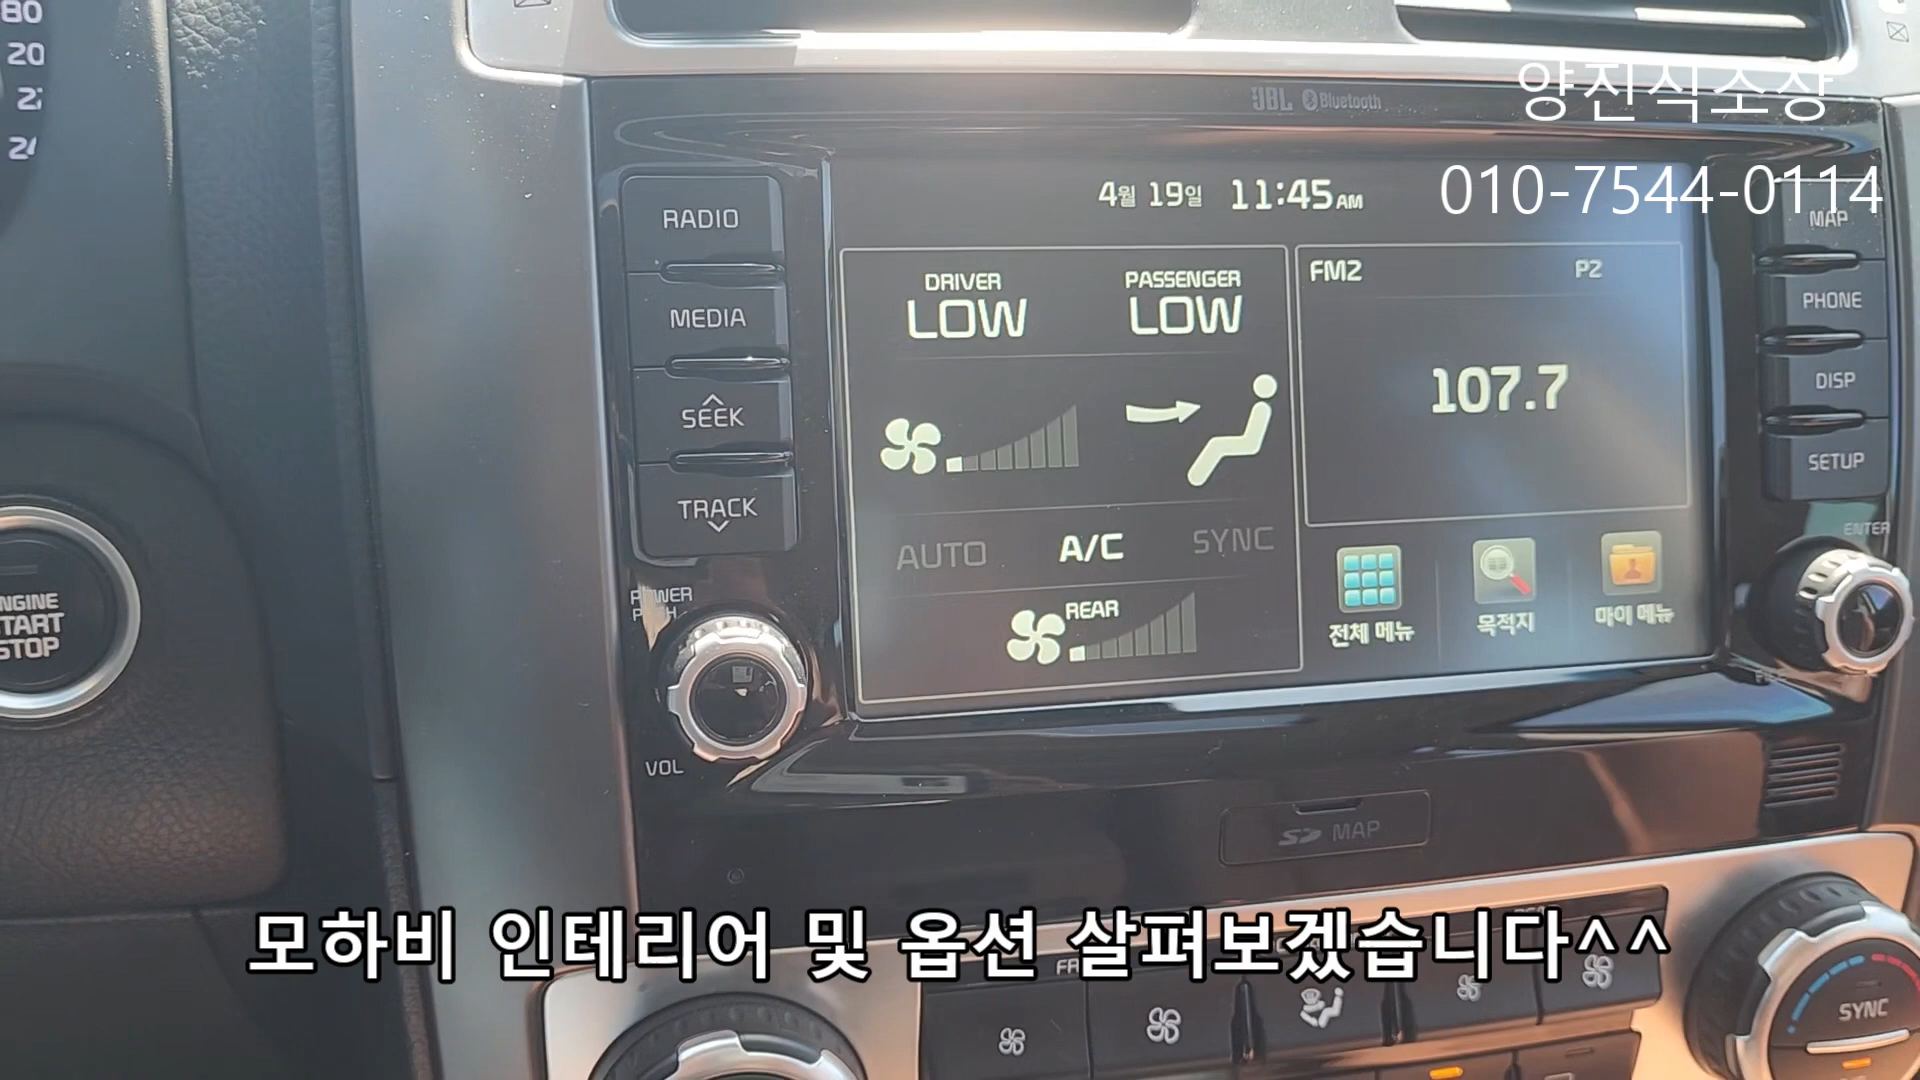 80
20
24
JBL Bluetooth
양진식소장
010-7544-0114
4월 19일 11:45 AM
RADIO
MEDIA
SEEK
TRACK
POWER
VOL
DRIVER
LOW
PASSENGER
LOW
AUTO A/C SYNC
REAR
FM2 P2
107.7
전체 메뉴
목적지
마이 메뉴
MAP
PHONE
DISP
SETUP
ENTER
ENGINE
START
STOP
SD MAP
모하비 인테리어 및 옵션 살펴보겠습니다^^
SYNC